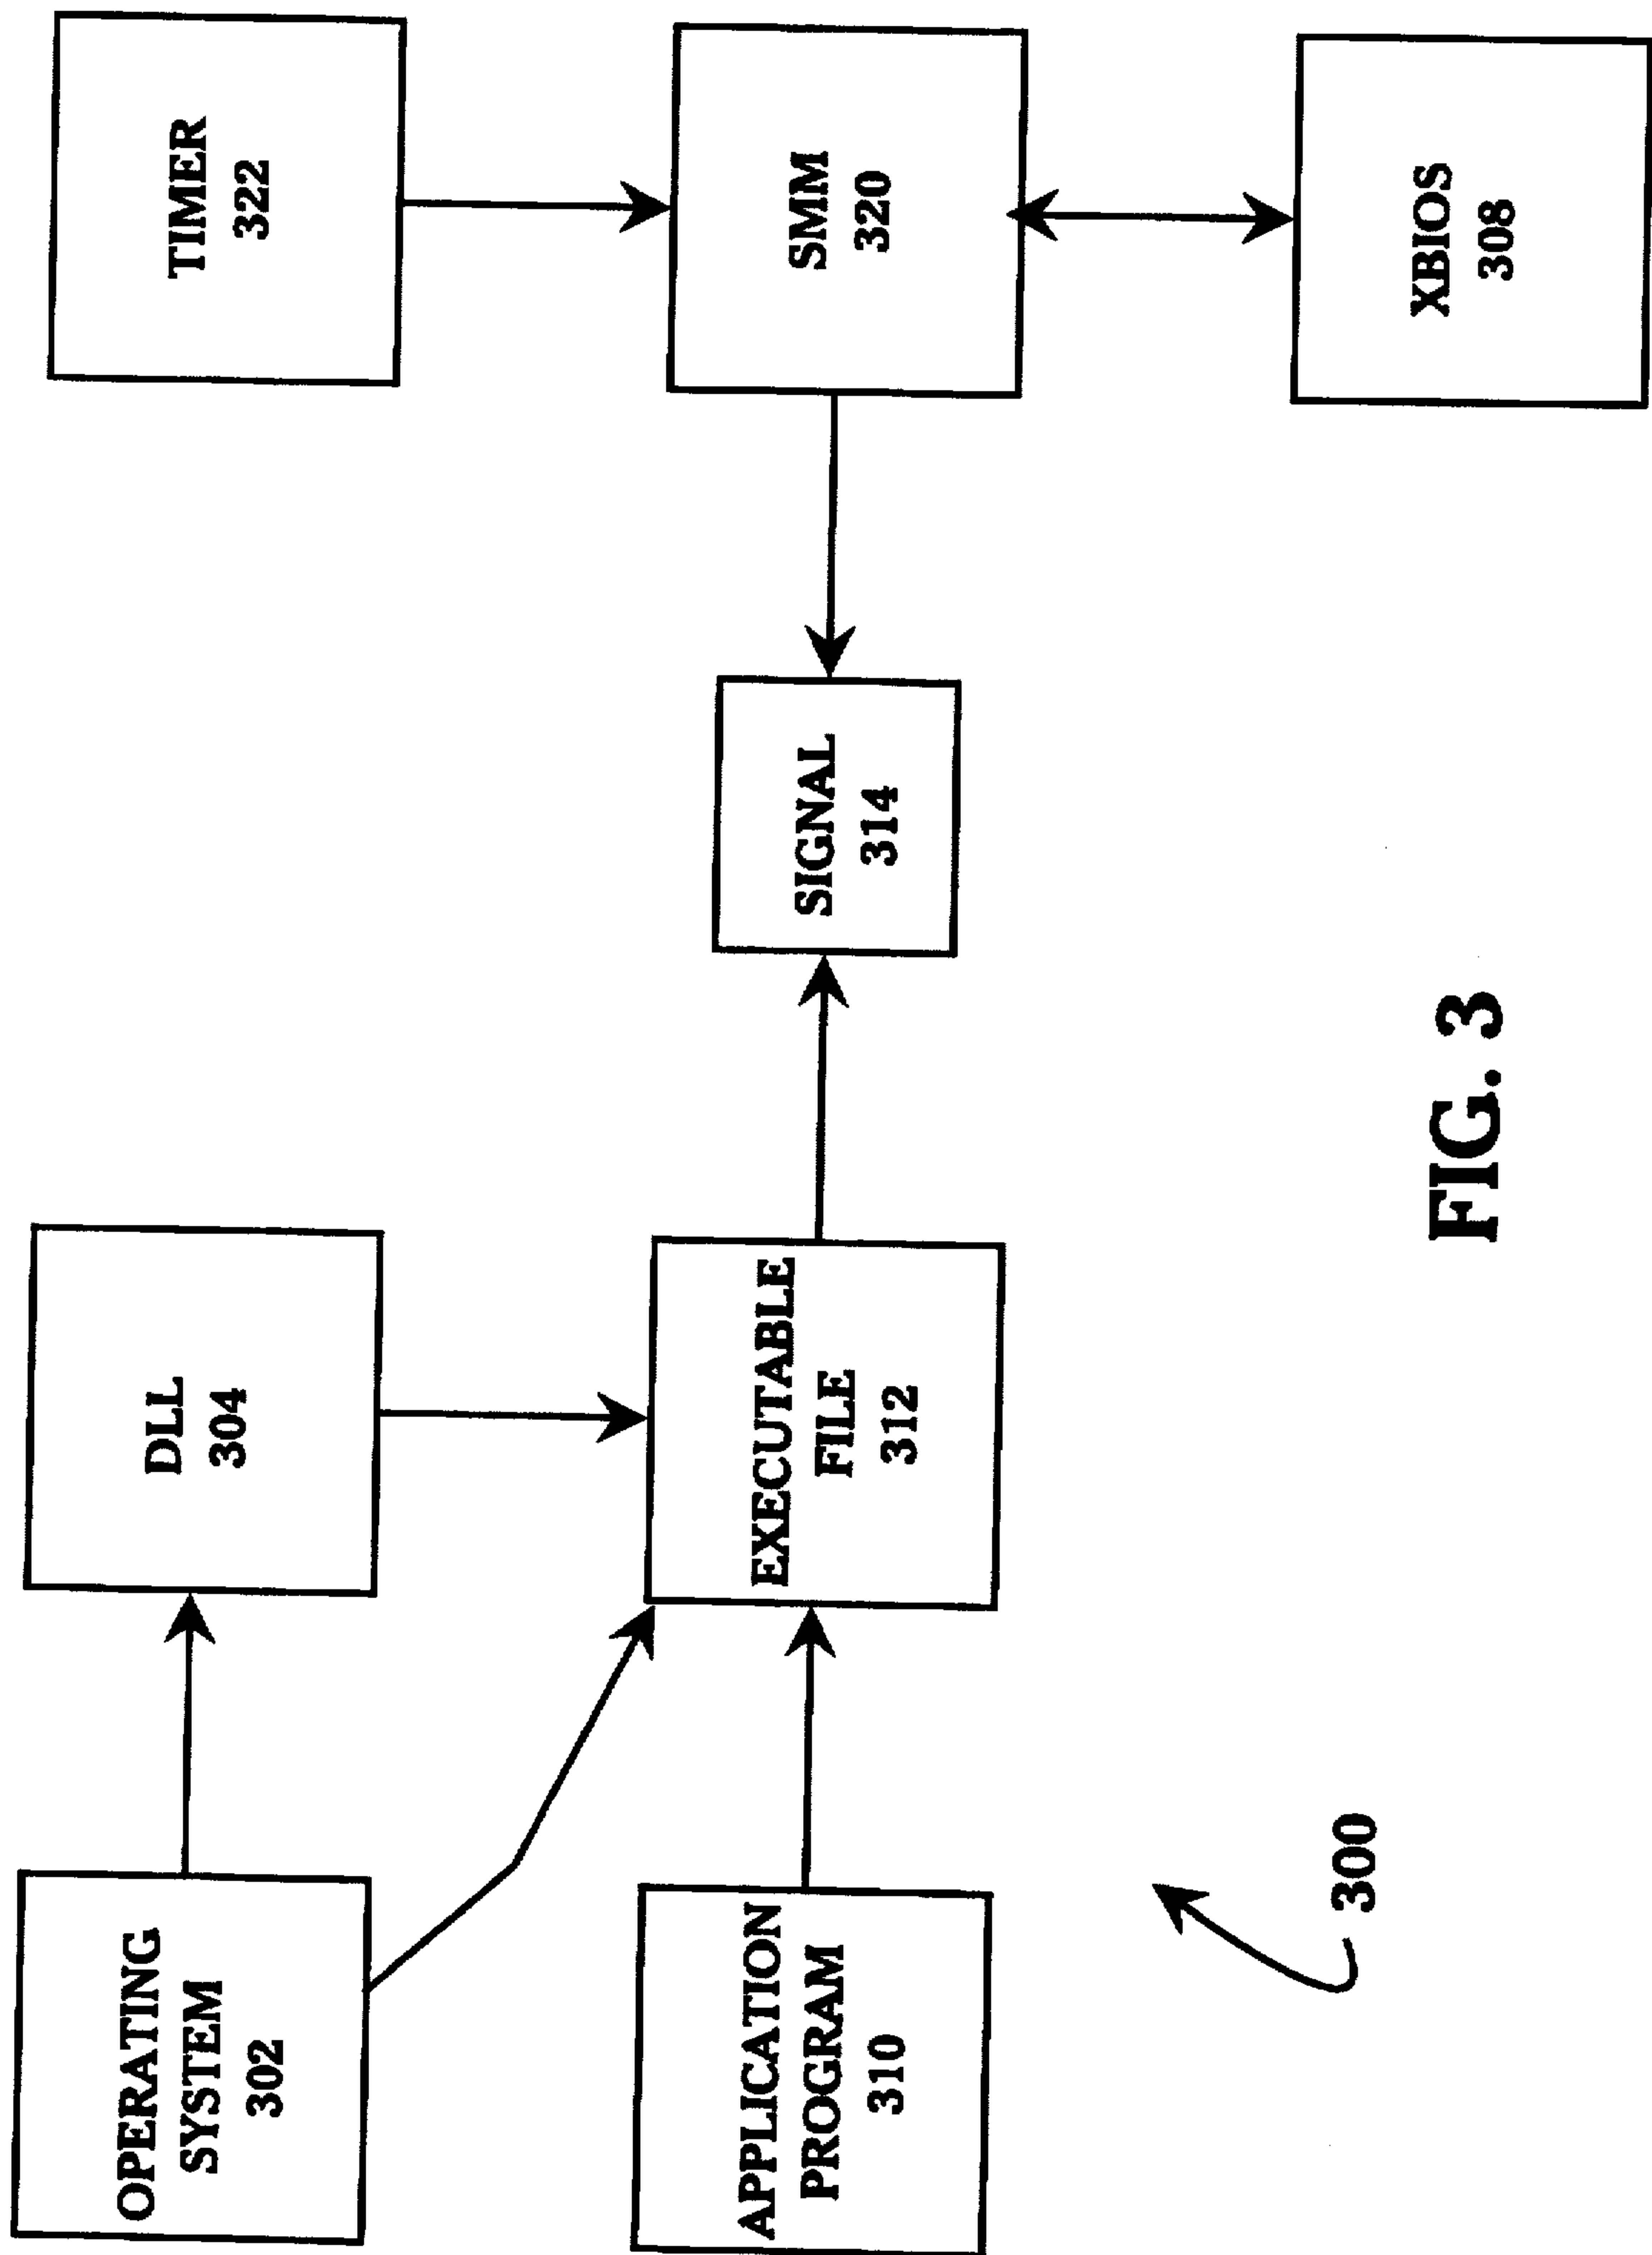 OPERATING
SYSTEM
302
DLL
304
TIMER
322
APPLICATION
PROGRAM
310
EXECUTABLE
FILE
312
SIGNAL
314
SMM
320
XBIOS
308
300
FIG. 3